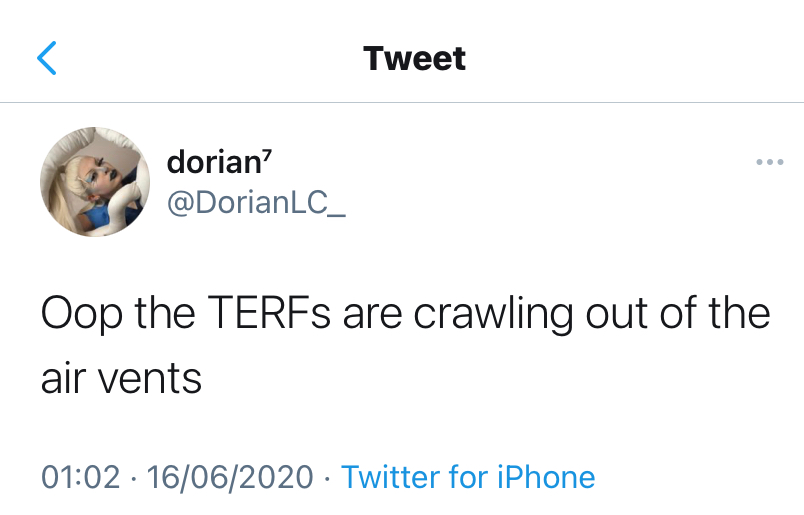 Tweet
dorian⁷
@DorianLC_
Oop the TERFs are crawling out of the
air vents
01:02 · 16/06/2020 · Twitter for iPhone